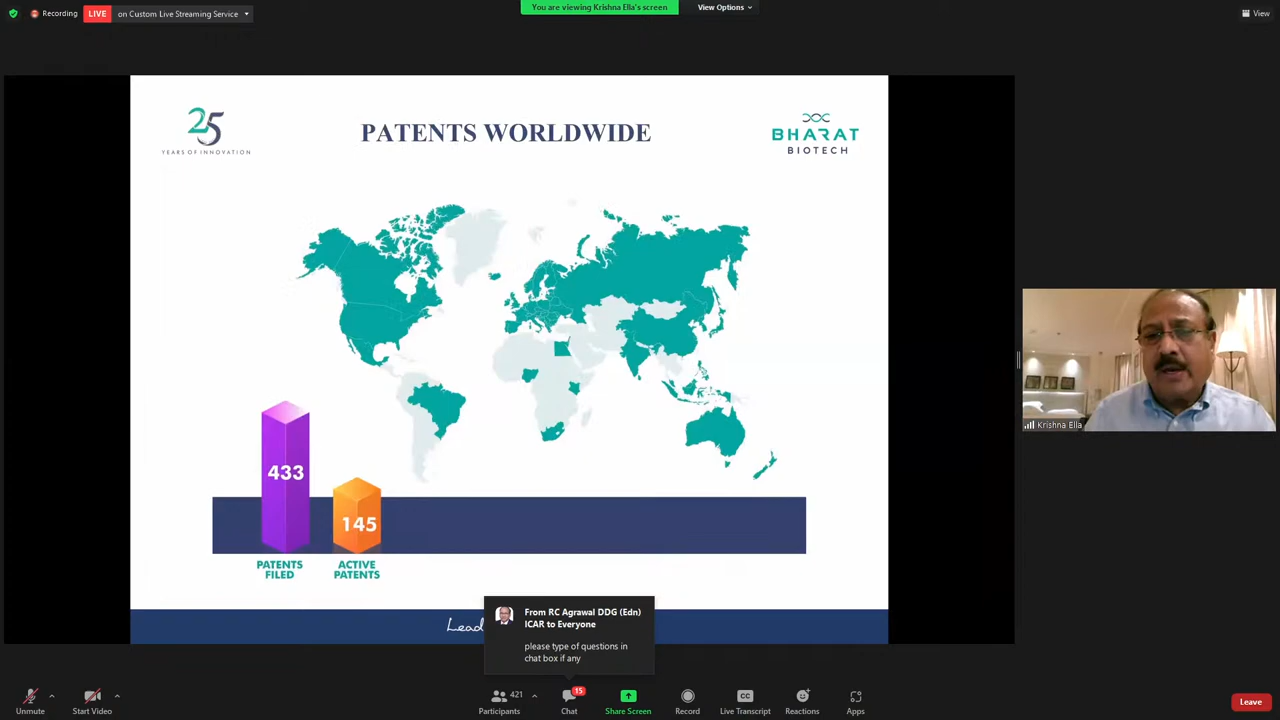 Recording
LIVE
on Custom Live Streaming Service
You are viewing Krishna Ella's screen
View Options
View
25
YEARS OF INNOVATION
PATENTS WORLDWIDE
BHARAT
BIOTECH
433
145
PATENTS
FILED
ACTIVE
PATENTS
Krishna Ella
Lead
From RC Agrawal DDG (Edn)
ICAR to Everyone
please type of questions in
chat box if any
Unmute
Start Video
421
Participants
15
Chat
Share Screen
Record
CC
Live Transcript
Reactions
Apps
Leave